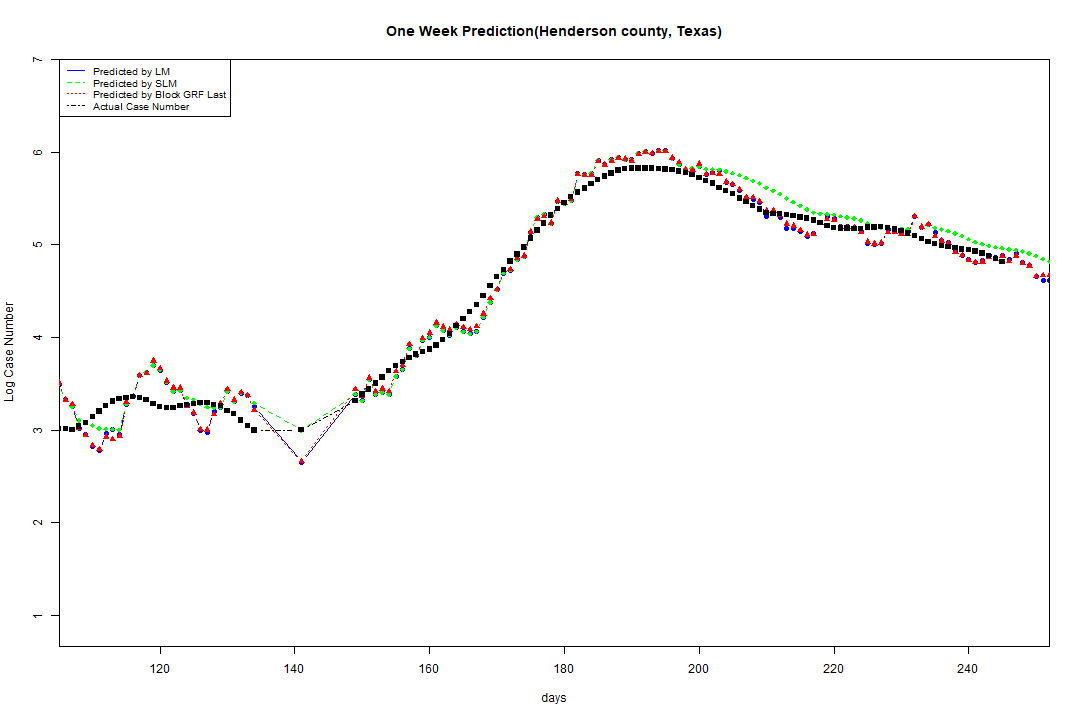 One Week Prediction(Henderson county, Texas)
Predicted by LM
Predicted by SLM
Predicted by Block GRF Last
Actual Case Number
7
6
5
4
3
2
1
Log Case Number
120 140 160 180 200 220 240
days